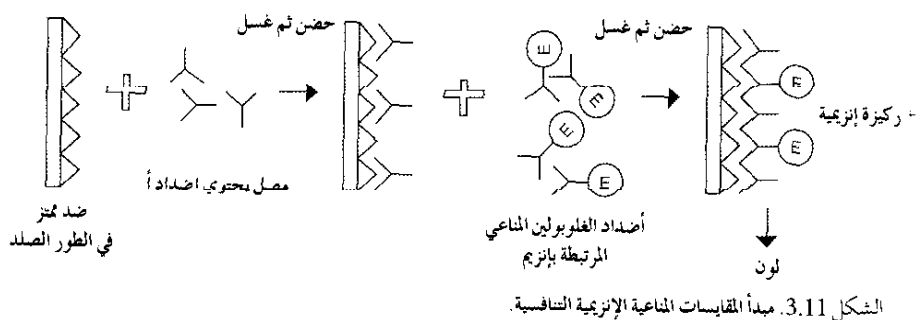 حضن ثم غسل
حضن ثم غسل
E
E
E
E
E
E
+ ركيزة إنزيمية
مصل يحتوي اضداد أ
ضد ممتز
في الطور الصلد
أضداد الغلوبولين المناعي
المرتبطة بإنزيم
لون
الشكل 3.11. مبدأ المقايسات المناعية الإنزيمية التنافسية.